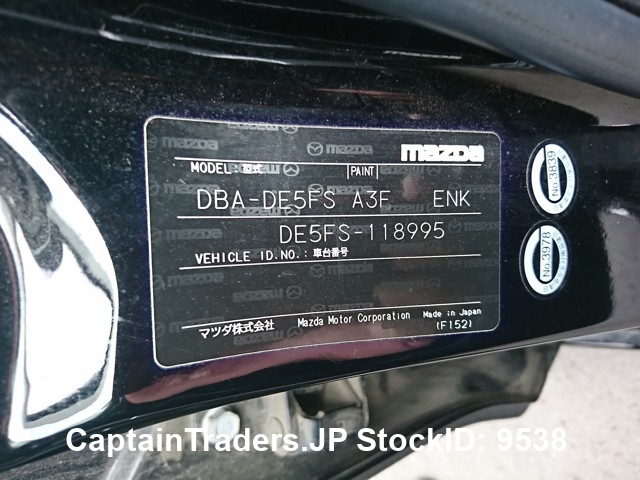 mazda
MODEL: 型式 PAINT
DBA-DE5FS A3F ENK
DE5FS-118995
VEHICLE ID.NO.: 車台番号
マツダ株式会社 Mazda Motor Corporation Made in Japan
(F152)
No.3839
No.3978
CaptainTraders.JP StockID: 9538